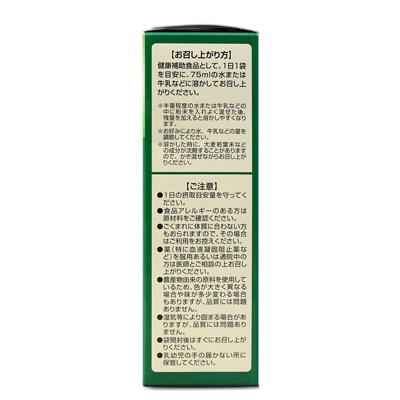 【お召し上がり方】
健康補助食品として、1日1袋
を目安に、75mlの水または
牛乳などに溶かしてお召し上
がりください。
※半量程度の水または牛乳などの
中に粉末を入れよく混ぜた後、
残量を加えると溶かしやすくなり
ます。
※お好みにより水、牛乳などの量を
調節してください。
※溶かした時に、大麦若葉末など
の成分が沈殿することがあります
ので、かき混ぜながらお召し上が
りください。
【ご注意】
●1日の摂取目安量を守ってく
ださい。
●食品アレルギーのある方は
原材料をご確認ください。
●ごくまれに体質に合わない方
もおられますので、その場合
はご利用をお控えください。
●薬(特に血液凝固阻止薬な
ど)を服用あるいは通院中の
方は医師とご相談の上お召し
上がりください。
●農産物由来の原料を使用し
ているため、色が大きく異なる
場合や味が多少変わる場合
もありますが、品質には問題
ありません。
●湿気等により固まる場合があ
りますが、品質には問題あり
ません。
●袋開封後はすぐにお召し上が
りください。
●乳幼児の手の届かない所に
保管してください。